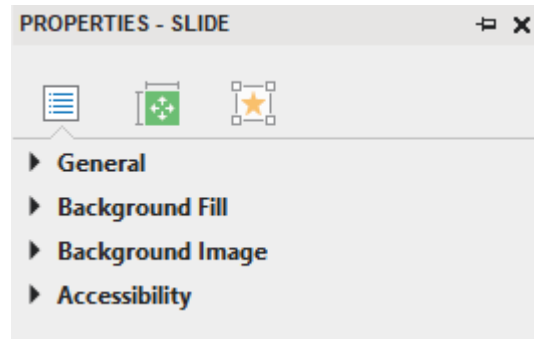 PROPERTIES - SLIDE
General
Background Fill
Background Image
Accessibility